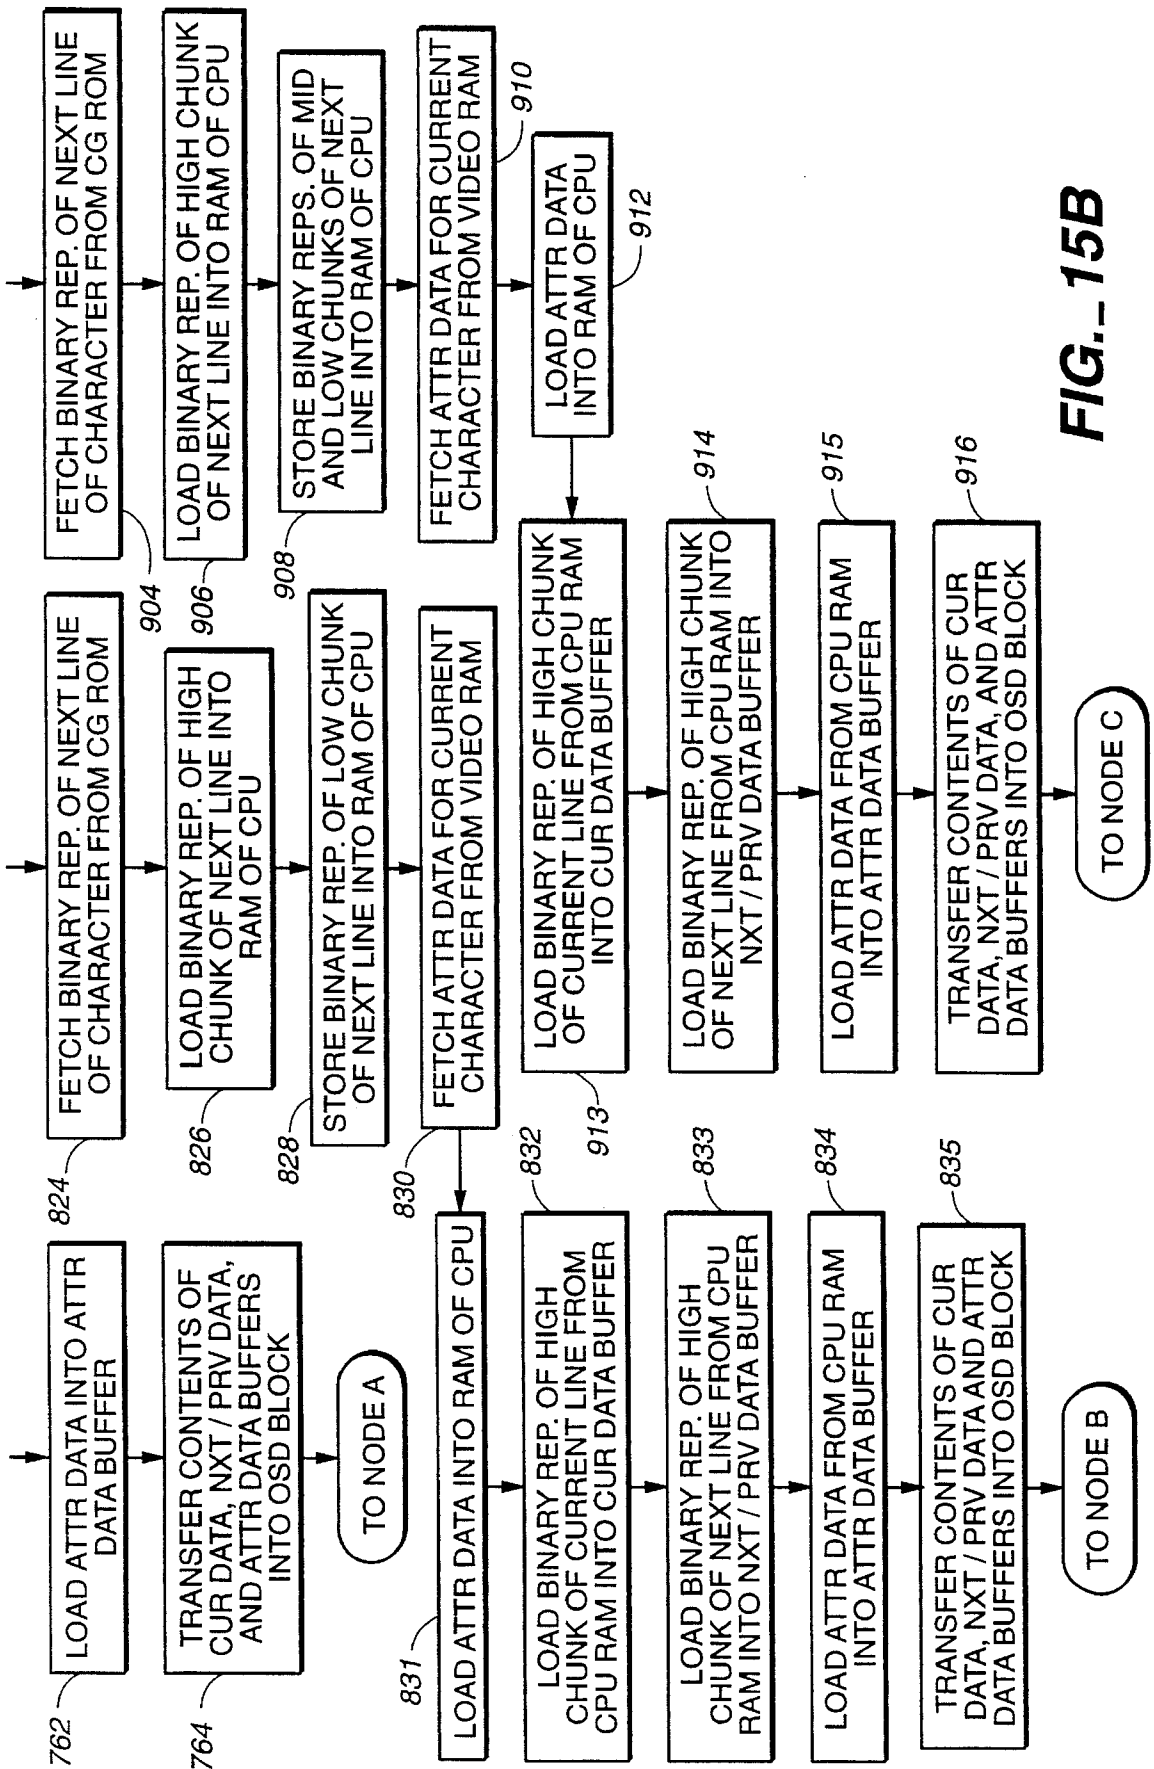 762
LOAD ATTR DATA INTO ATTR
DATA BUFFER
764
TRANSFER CONTENTS OF
CUR DATA, NXT / PRV DATA,
AND ATTR DATA BUFFERS
INTO OSD BLOCK
TO NODE A
824
FETCH BINARY REP. OF NEXT LINE
OF CHARACTER FROM CG ROM
826
LOAD BINARY REP. OF HIGH
CHUNK OF NEXT LINE INTO
RAM OF CPU
828
STORE BINARY REP. OF LOW CHUNK
OF NEXT LINE INTO RAM OF CPU
830
FETCH ATTR DATA FOR CURRENT
CHARACTER FROM VIDEO RAM
831
LOAD ATTR DATA INTO RAM OF CPU
832
LOAD BINARY REP. OF HIGH
CHUNK OF CURRENT LINE FROM
CPU RAM INTO CUR DATA BUFFER
833
LOAD BINARY REP. OF HIGH
CHUNK OF NEXT LINE FROM CPU
RAM INTO NXT / PRV DATA BUFFER
834
LOAD ATTR DATA FROM CPU RAM
INTO ATTR DATA BUFFER
835
TRANSFER CONTENTS OF CUR
DATA, NXT / PRV DATA AND ATTR
DATA BUFFERS INTO OSD BLOCK
TO NODE B
904
FETCH BINARY REP. OF NEXT LINE
OF CHARACTER FROM CG ROM
906
LOAD BINARY REP. OF HIGH CHUNK
OF NEXT LINE INTO RAM OF CPU
908
STORE BINARY REPS. OF MID
AND LOW CHUNKS OF NEXT
LINE INTO RAM OF CPU
910
FETCH ATTR DATA FOR CURRENT
CHARACTER FROM VIDEO RAM
912
LOAD ATTR DATA
INTO RAM OF CPU
913
LOAD BINARY REP. OF HIGH CHUNK
OF CURRENT LINE FROM CPU RAM
INTO CUR DATA BUFFER
914
LOAD BINARY REP. OF HIGH CHUNK
OF NEXT LINE FROM CPU RAM INTO
NXT / PRV DATA BUFFER
915
LOAD ATTR DATA FROM CPU RAM
INTO ATTR DATA BUFFER
916
TRANSFER CONTENTS OF CUR
DATA, NXT / PRV DATA, AND ATTR
DATA BUFFERS INTO OSD BLOCK
TO NODE C
FIG._15B